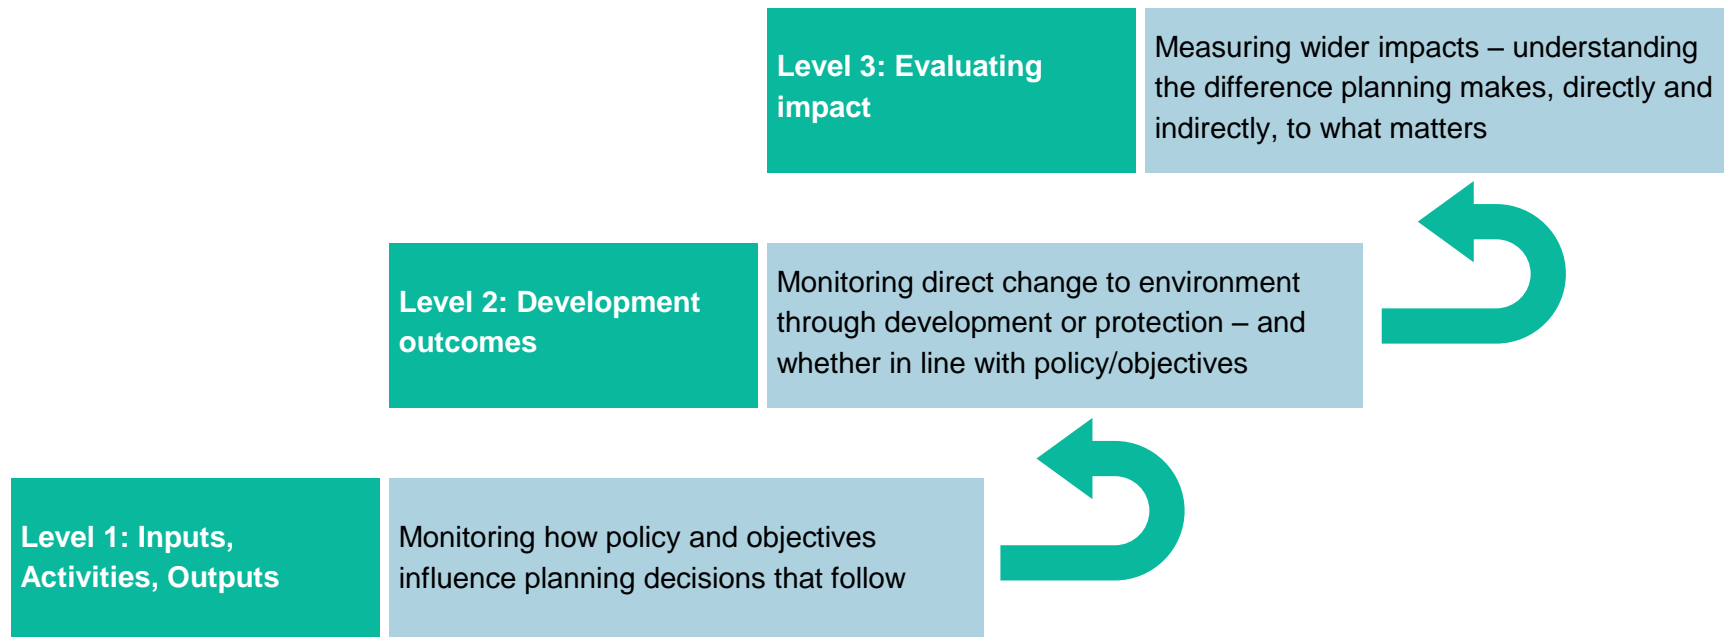 Level 3: Evaluating
impact
Measuring wider impacts – understanding
the difference planning makes, directly and
indirectly, to what matters
Level 2: Development
outcomes
Monitoring direct change to environment
through development or protection – and
whether in line with policy/objectives
Level 1: Inputs,
Activities, Outputs
Monitoring how policy and objectives
influence planning decisions that follow